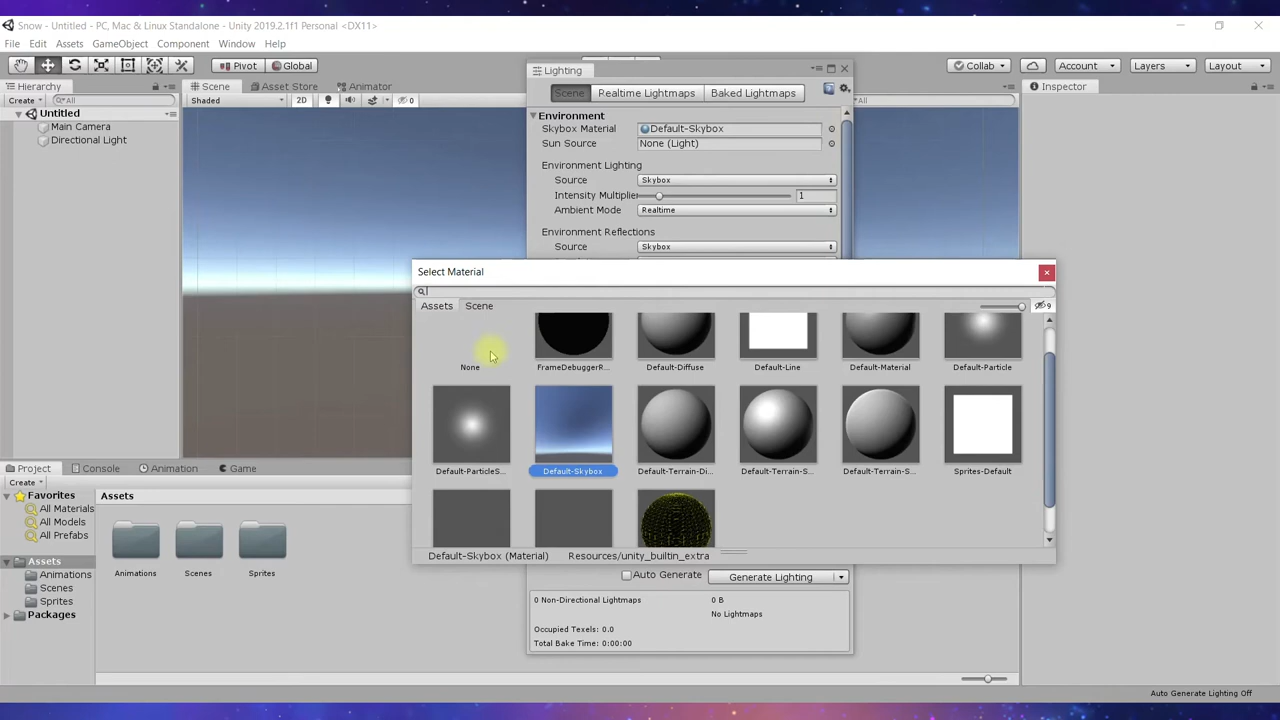 Snow - Untitled - PC, Mac & Linux Standalone - Unity 2019.2.1f1 Personal <DX11>
File Edit Assets GameObject Component Window Help
Pivot Global Collab Account Layers Layout
Hierarchy Scene Asset Store Animator Lighting Inspector
Create All Shaded 2D 0 Scene Realtime Lightmaps Baked Lightmaps All
Untitled
Main Camera
Directional Light
Environment
Skybox Material Default-Skybox
Sun Source None (Light)
Environment Lighting
Source Skybox
Intensity Multiplier 1
Ambient Mode Realtime
Environment Reflections
Source Skybox
Select Material
Assets Scene 9
None FrameDebuggerR... Default-Diffuse Default-Line Default-Material Default-Particle
Default-ParticleS... Default-Skybox Default-Terrain-Di... Default-Terrain-S... Default-Terrain-S... Sprites-Default
Default-Skybox (Material) Resources/unity_builtin_extra
Auto Generate Generate Lighting
0 Non-Directional Lightmaps 0 B
No Lightmaps
Occupied Texels: 0.0
Total Bake Time: 0:00:00
Project Console Animation Game
Create
Favorites
All Materials
All Models
All Prefabs
Assets
Animations
Scenes
Sprites
Packages
Assets
Animations Scenes Sprites
Auto Generate Lighting Off